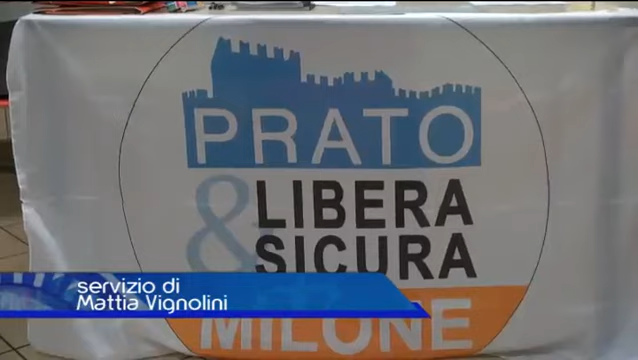 PRATO
& LIBERA
SICURA
MILONE
servizio di
Mattia Vignolini